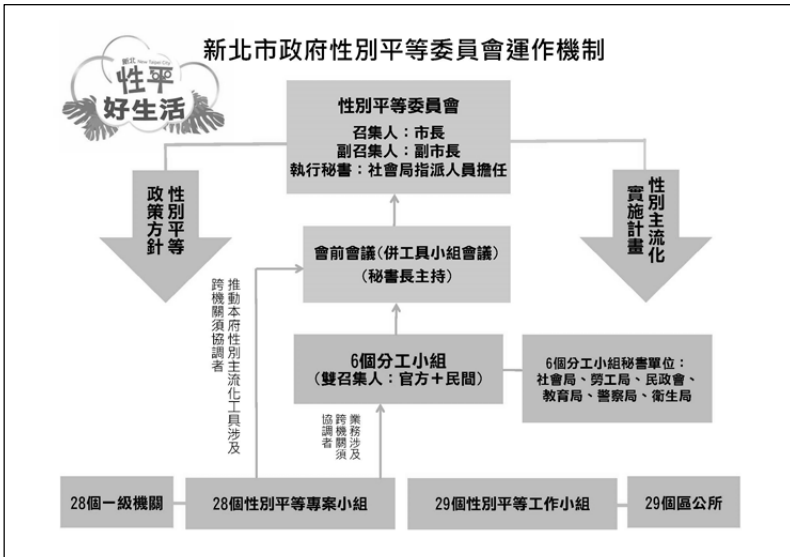 新北市政府性別平等委員會運作機制
新北 New Taipei City
性平
好生活
性別平等委員會
召集人：市長
副召集人：副市長
執行秘書：社會局指派人員擔任
性別平等
政策方針
性別主流化
實施計畫
會前會議(併工具小組會議)
(秘書長主持)
推動本府性別主流化工具涉及
跨機關須協調者
6個分工小組
(雙召集人：官方＋民間)
6個分工小組秘書單位：
社會局、勞工局、民政會、
教育局、警察局、衛生局
業務涉及
跨機關須
協調者
28個一級機關
28個性別平等專案小組
29個性別平等工作小組
29個區公所